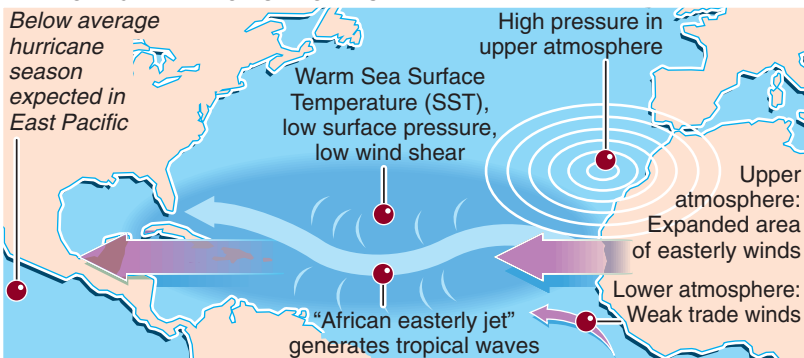 Below average
hurricane
season
expected in
East Pacific
High pressure in
upper atmosphere
Warm Sea Surface
Temperature (SST),
low surface pressure,
low wind shear
Upper
atmosphere:
Expanded area
of easterly winds
Lower atmosphere:
Weak trade winds
“African easterly jet”
generates tropical waves